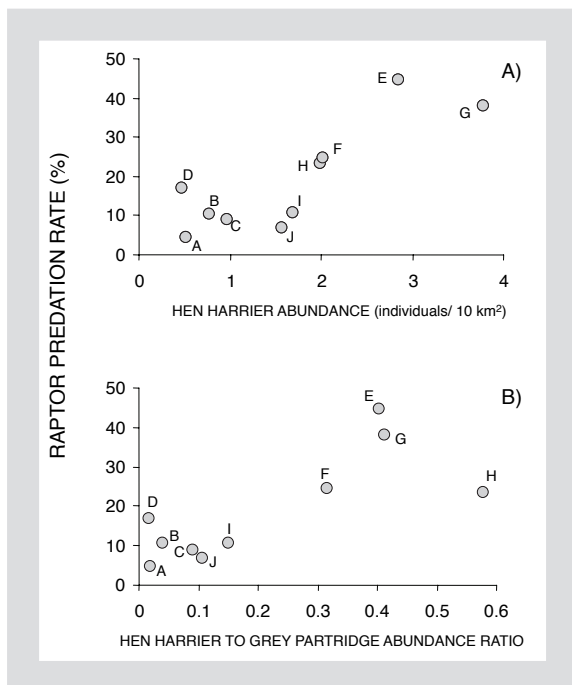 RAPTOR PREDATION RATE (%)
A)
50
40
30
20
10
0
E
G
F
H
D
B
C
A
I
J
0 1 2 3 4
HEN HARRIER ABUNDANCE (individuals/ 10 km²)
B)
50
40
30
20
10
0
E
G
F
H
D
B
C
A
I
J
0 0.1 0.2 0.3 0.4 0.5 0.6
HEN HARRIER TO GREY PARTRIDGE ABUNDANCE RATIO